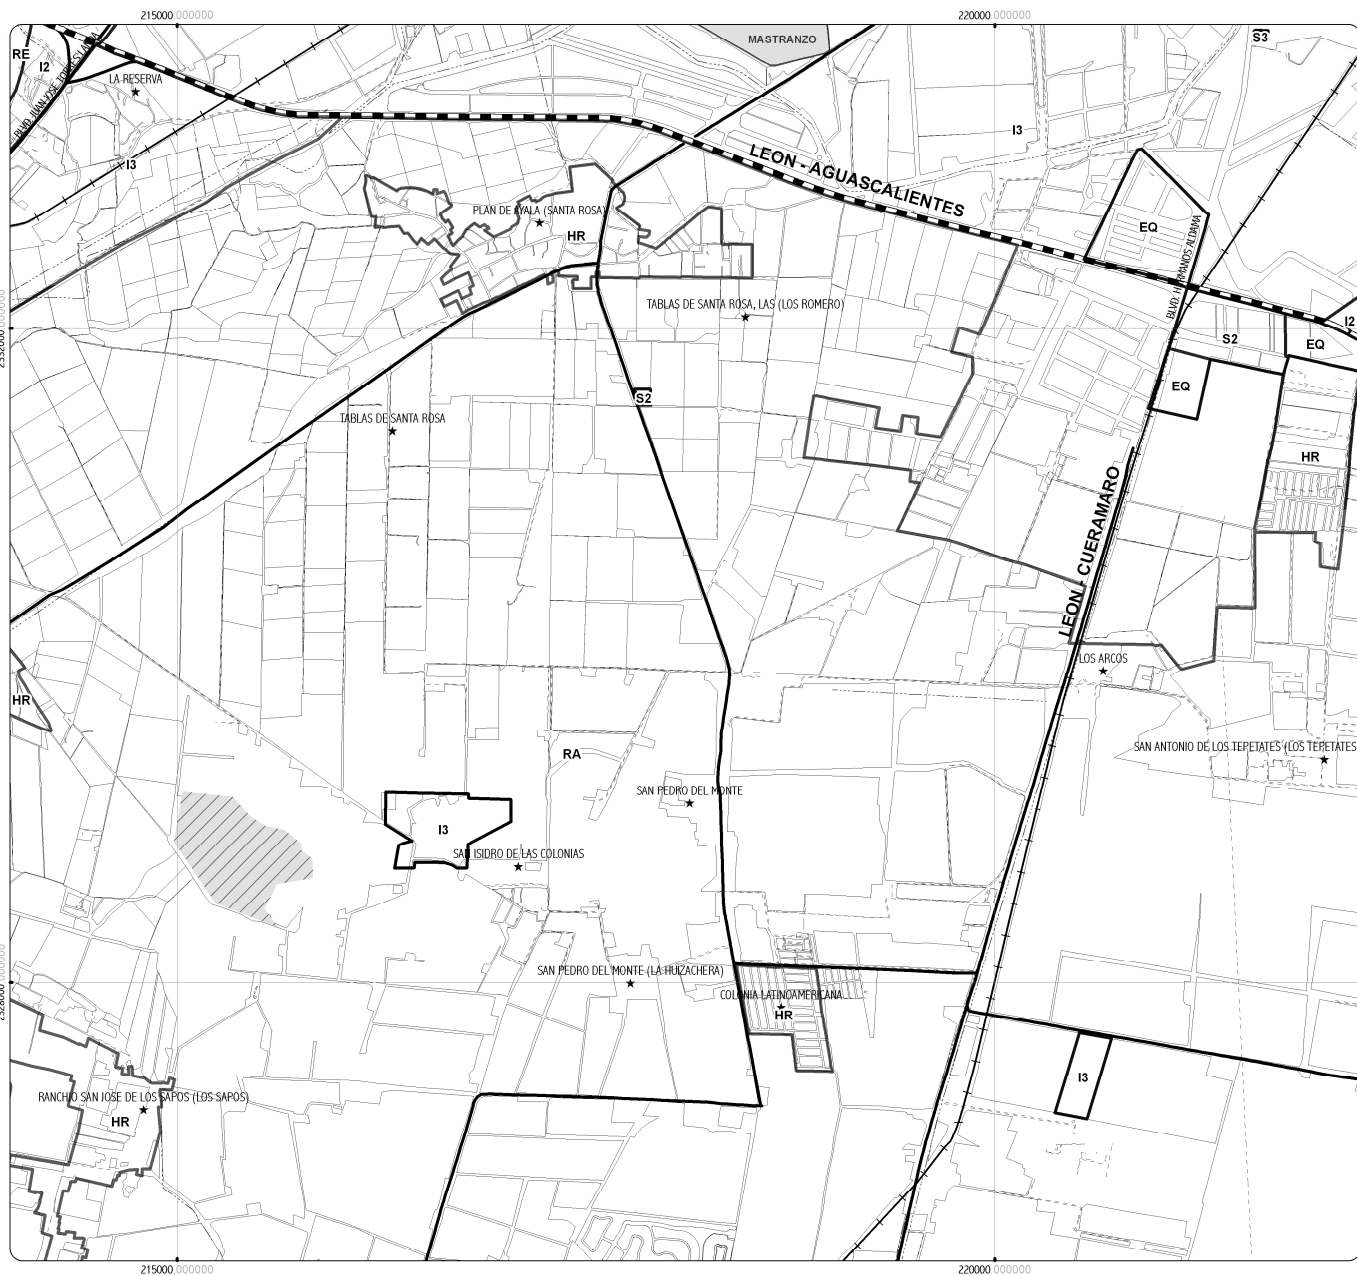 215000.000000
220000.000000
MASTRANZO
S3
RE
I2
BLVD. JUAN JOSE TORRES LANDA
LA RESERVA
I3
I3
LEON - AGUASCALIENTES
PLAN DE AYALA (SANTA ROSA)
HR
EQ
BLVD. HERMANOS ALDAMA
TABLAS DE SANTA ROSA, LAS (LOS ROMERO)
I2
S2
EQ
EQ
S2
TABLAS DE SANTA ROSA
HR
LEON - CUERAMARO
LOS ARCOS
HR
SAN ANTONIO DE LOS TEPETATES (LOS TEPETATES
RA
SAN PEDRO DEL MONTE
I3
SAN ISIDRO DE LAS COLONIAS
SAN PEDRO DEL MONTE (LA HUIZACHERA)
COLONIA LATINOAMERICANA
HR
I3
RANCHO SAN JOSE DE LOS SAPOS (LOS SAPOS)
HR
215000.000000
220000.000000